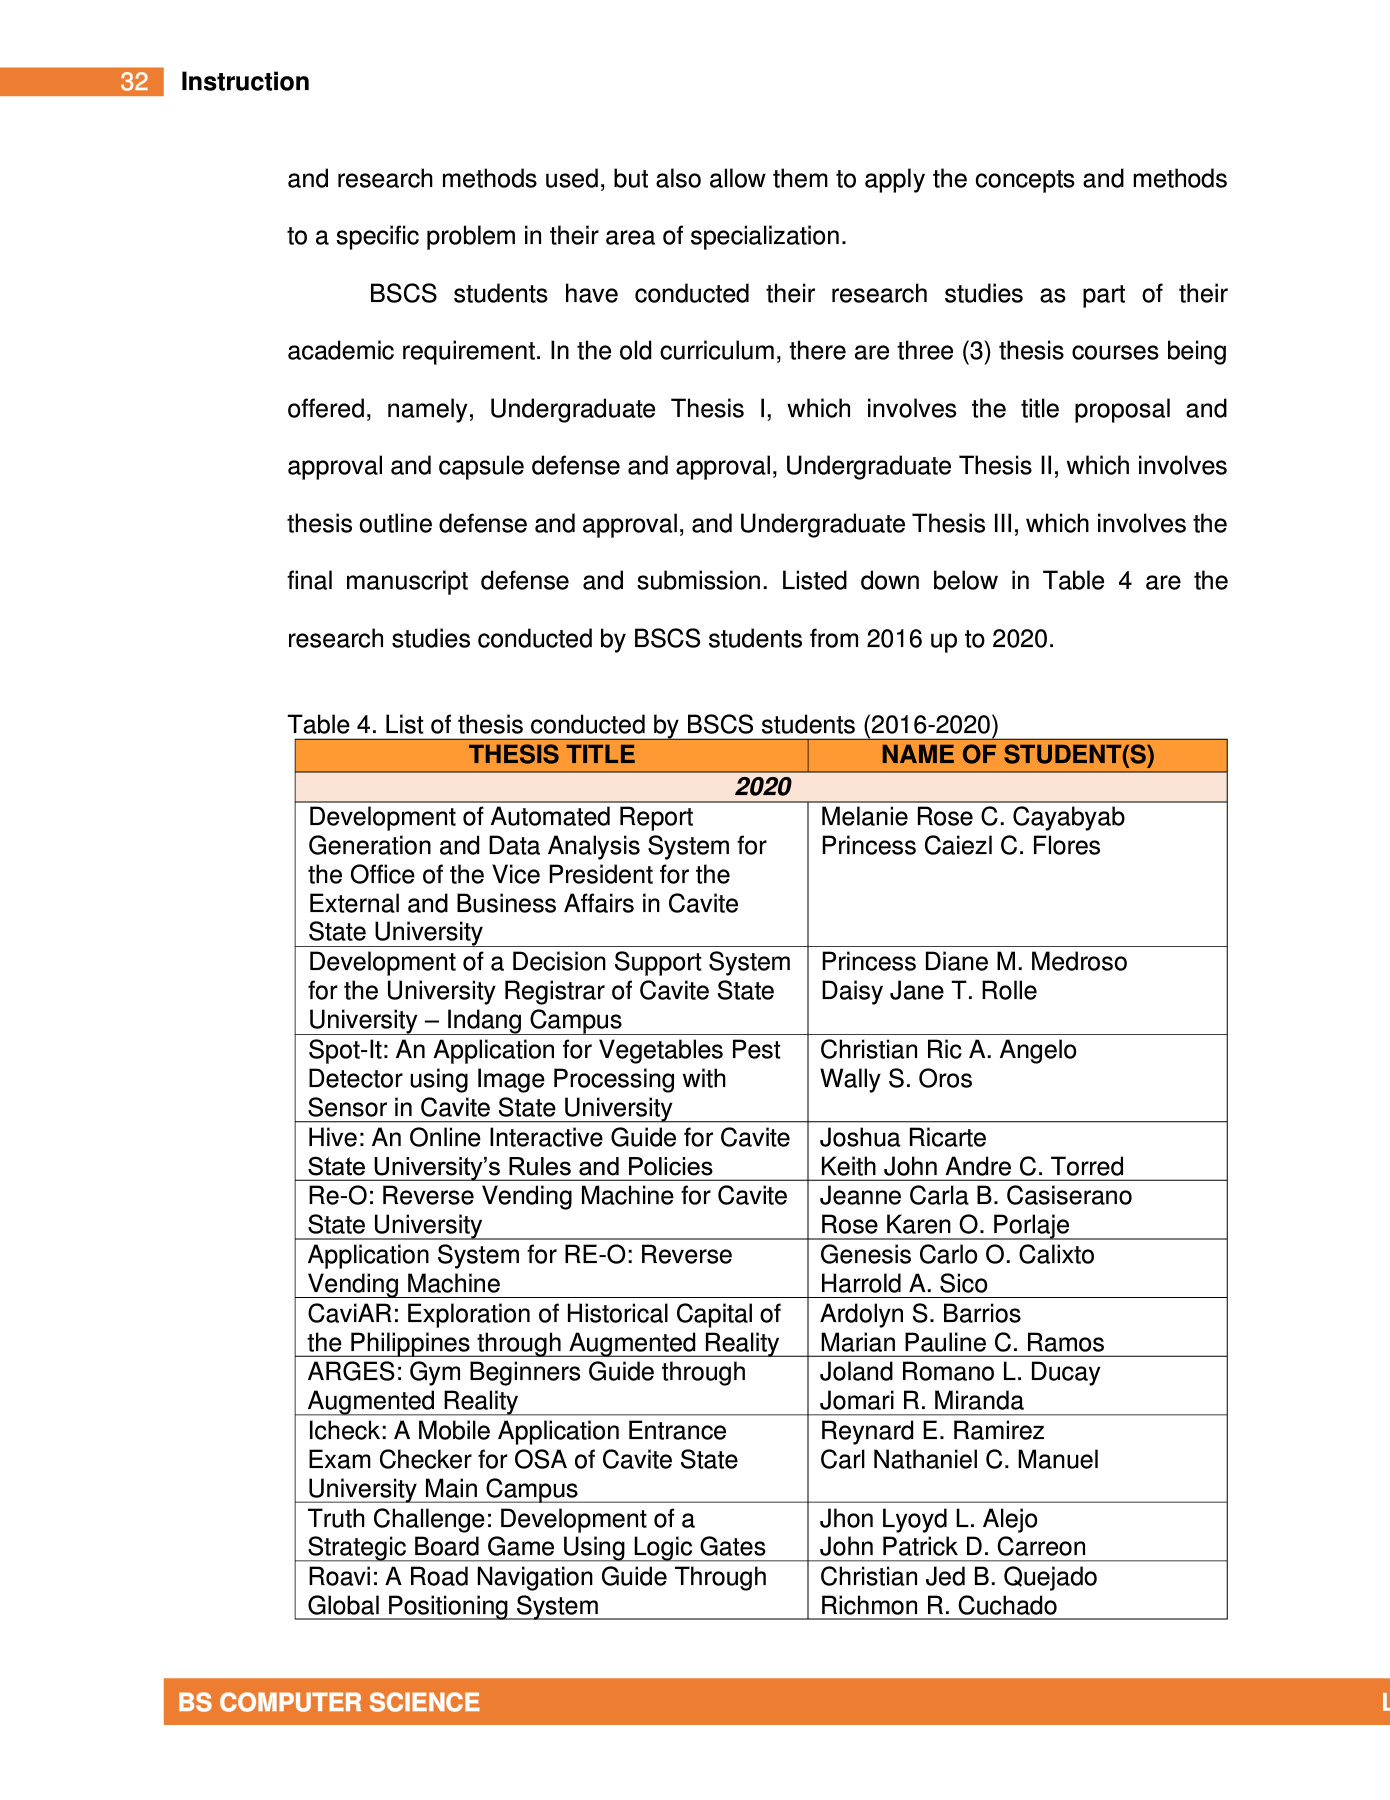 32 Instruction
and research methods used, but also allow them to apply the concepts and methods
to a specific problem in their area of specialization.
BSCS students have conducted their research studies as part of their
academic requirement. In the old curriculum, there are three (3) thesis courses being
offered, namely, Undergraduate Thesis I, which involves the title proposal and
approval and capsule defense and approval, Undergraduate Thesis II, which involves
thesis outline defense and approval, and Undergraduate Thesis III, which involves the
final manuscript defense and submission. Listed down below in Table 4 are the
research studies conducted by BSCS students from 2016 up to 2020.
Table 4. List of thesis conducted by BSCS students (2016-2020)
THESIS TITLE NAME OF STUDENT(S)
2020
Development of Automated Report Melanie Rose C. Cayabyab
Generation and Data Analysis System for Princess Caiezl C. Flores
the Office of the Vice President for the
External and Business Affairs in Cavite
State University
Development of a Decision Support System Princess Diane M. Medroso
for the University Registrar of Cavite State Daisy Jane T. Rolle
University – Indang Campus
Spot-It: An Application for Vegetables Pest Christian Ric A. Angelo
Detector using Image Processing with Wally S. Oros
Sensor in Cavite State University
Hive: An Online Interactive Guide for Cavite Joshua Ricarte
State University’s Rules and Policies Keith John Andre C. Torred
Re-O: Reverse Vending Machine for Cavite Jeanne Carla B. Casiserano
State University Rose Karen O. Porlaje
Application System for RE-O: Reverse Genesis Carlo O. Calixto
Vending Machine Harrold A. Sico
CaviAR: Exploration of Historical Capital of Ardolyn S. Barrios
the Philippines through Augmented Reality Marian Pauline C. Ramos
ARGES: Gym Beginners Guide through Joland Romano L. Ducay
Augmented Reality Jomari R. Miranda
Icheck: A Mobile Application Entrance Reynard E. Ramirez
Exam Checker for OSA of Cavite State Carl Nathaniel C. Manuel
University Main Campus
Truth Challenge: Development of a Jhon Lyoyd L. Alejo
Strategic Board Game Using Logic Gates John Patrick D. Carreon
Roavi: A Road Navigation Guide Through Christian Jed B. Quejado
Global Positioning System Richmon R. Cuchado
BS COMPUTER SCIENCE